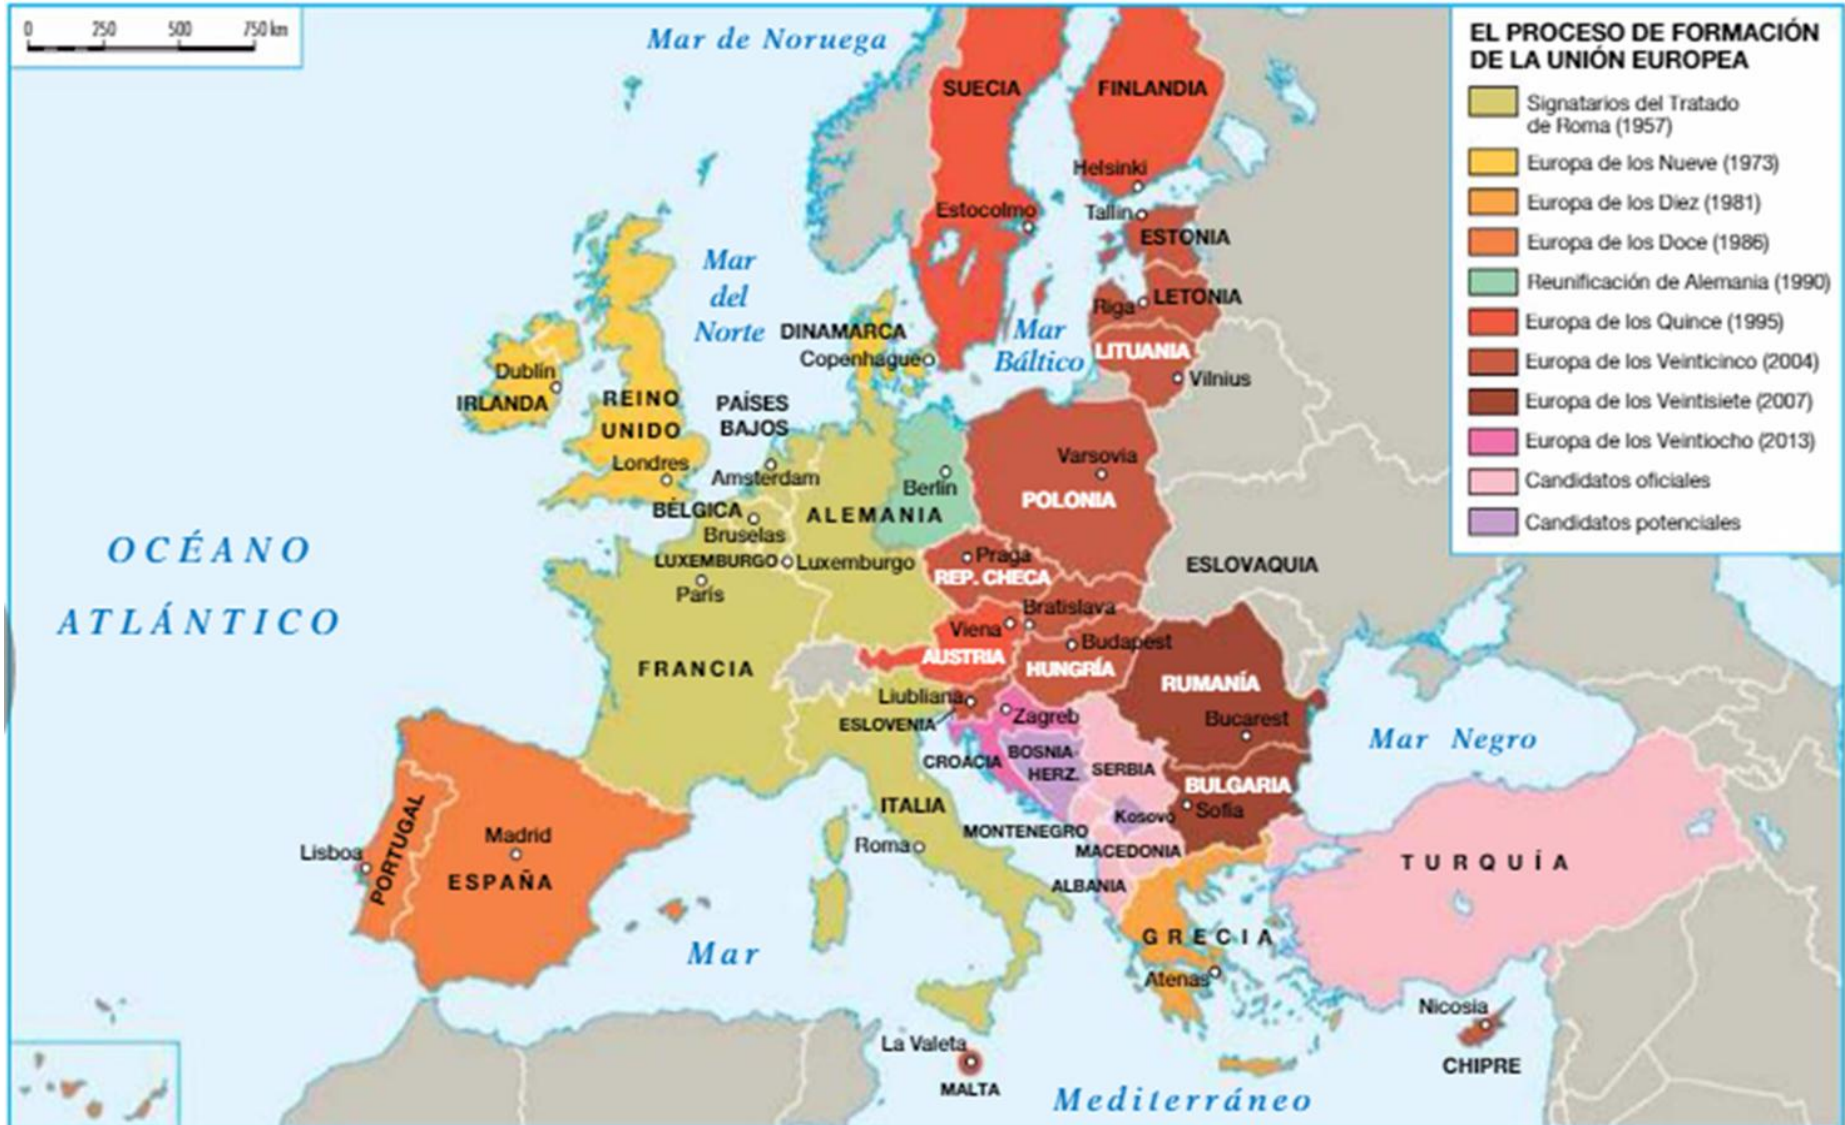 0 250 500 750 km
EL PROCESO DE FORMACIÓN
DE LA UNIÓN EUROPEA
Signatarios del Tratado
de Roma (1957)
Europa de los Nueve (1973)
Europa de los Diez (1981)
Europa de los Doce (1986)
Reunificación de Alemania (1990)
Europa de los Quince (1995)
Europa de los Veinticinco (2004)
Europa de los Veintisiete (2007)
Europa de los Veintiocho (2013)
Candidatos oficiales
Candidatos potenciales
Mar de Noruega
SUECIA
FINLANDIA
Helsinki
Estocolmo
Tallin
ESTONIA
Mar
del
Norte
Riga
LETONIA
DINAMARCA
Copenhague
Mar
Báltico
LITUANIA
Vilnius
Dublín
IRLANDA
REINO
UNIDO
Londres
PAÍSES
BAJOS
Amsterdam
Berlín
Varsovia
POLONIA
BÉLGICA
Bruselas
ALEMANIA
OCÉANO
ATLÁNTICO
LUXEMBURGO
Luxemburgo
París
Praga
REP. CHECA
ESLOVAQUIA
Bratislava
Viena
AUSTRIA
Budapest
HUNGRÍA
FRANCIA
RUMANÍA
Bucarest
Liubliana
ESLOVENIA
Zagreb
CROACIA
BOSNIA-
HERZ.
SERBIA
Mar Negro
BULGARIA
Sofía
ITALIA
Roma
MONTENEGRO
Kosovo
MACEDONIA
ALBANIA
PORTUGAL
Lisboa
Madrid
ESPAÑA
TURQUÍA
GRECIA
Atenas
Mar
Nicosia
CHIPRE
La Valeta
MALTA
Mediterráneo